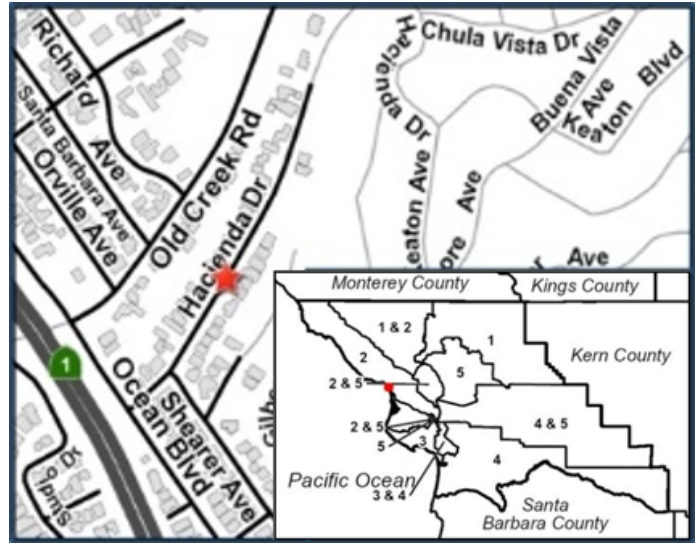 Richard
Ave
Santa Barbara Ave
Orville Ave
Old Creek Rd
Hacienda Dr
Hacienda Dr
Chula Vista Dr
Buena Vista
Ave
Keaton Blvd
eaton Ave
ore Ave
r Ave
1
Ocean Blvd
Shearer Ave
Dr
Monterey County
Kings County
Kern County
1 & 2
1
2
5
2 & 5
2 & 5
5
3
4 & 5
4
3 & 4
Pacific Ocean
Santa
Barbara County